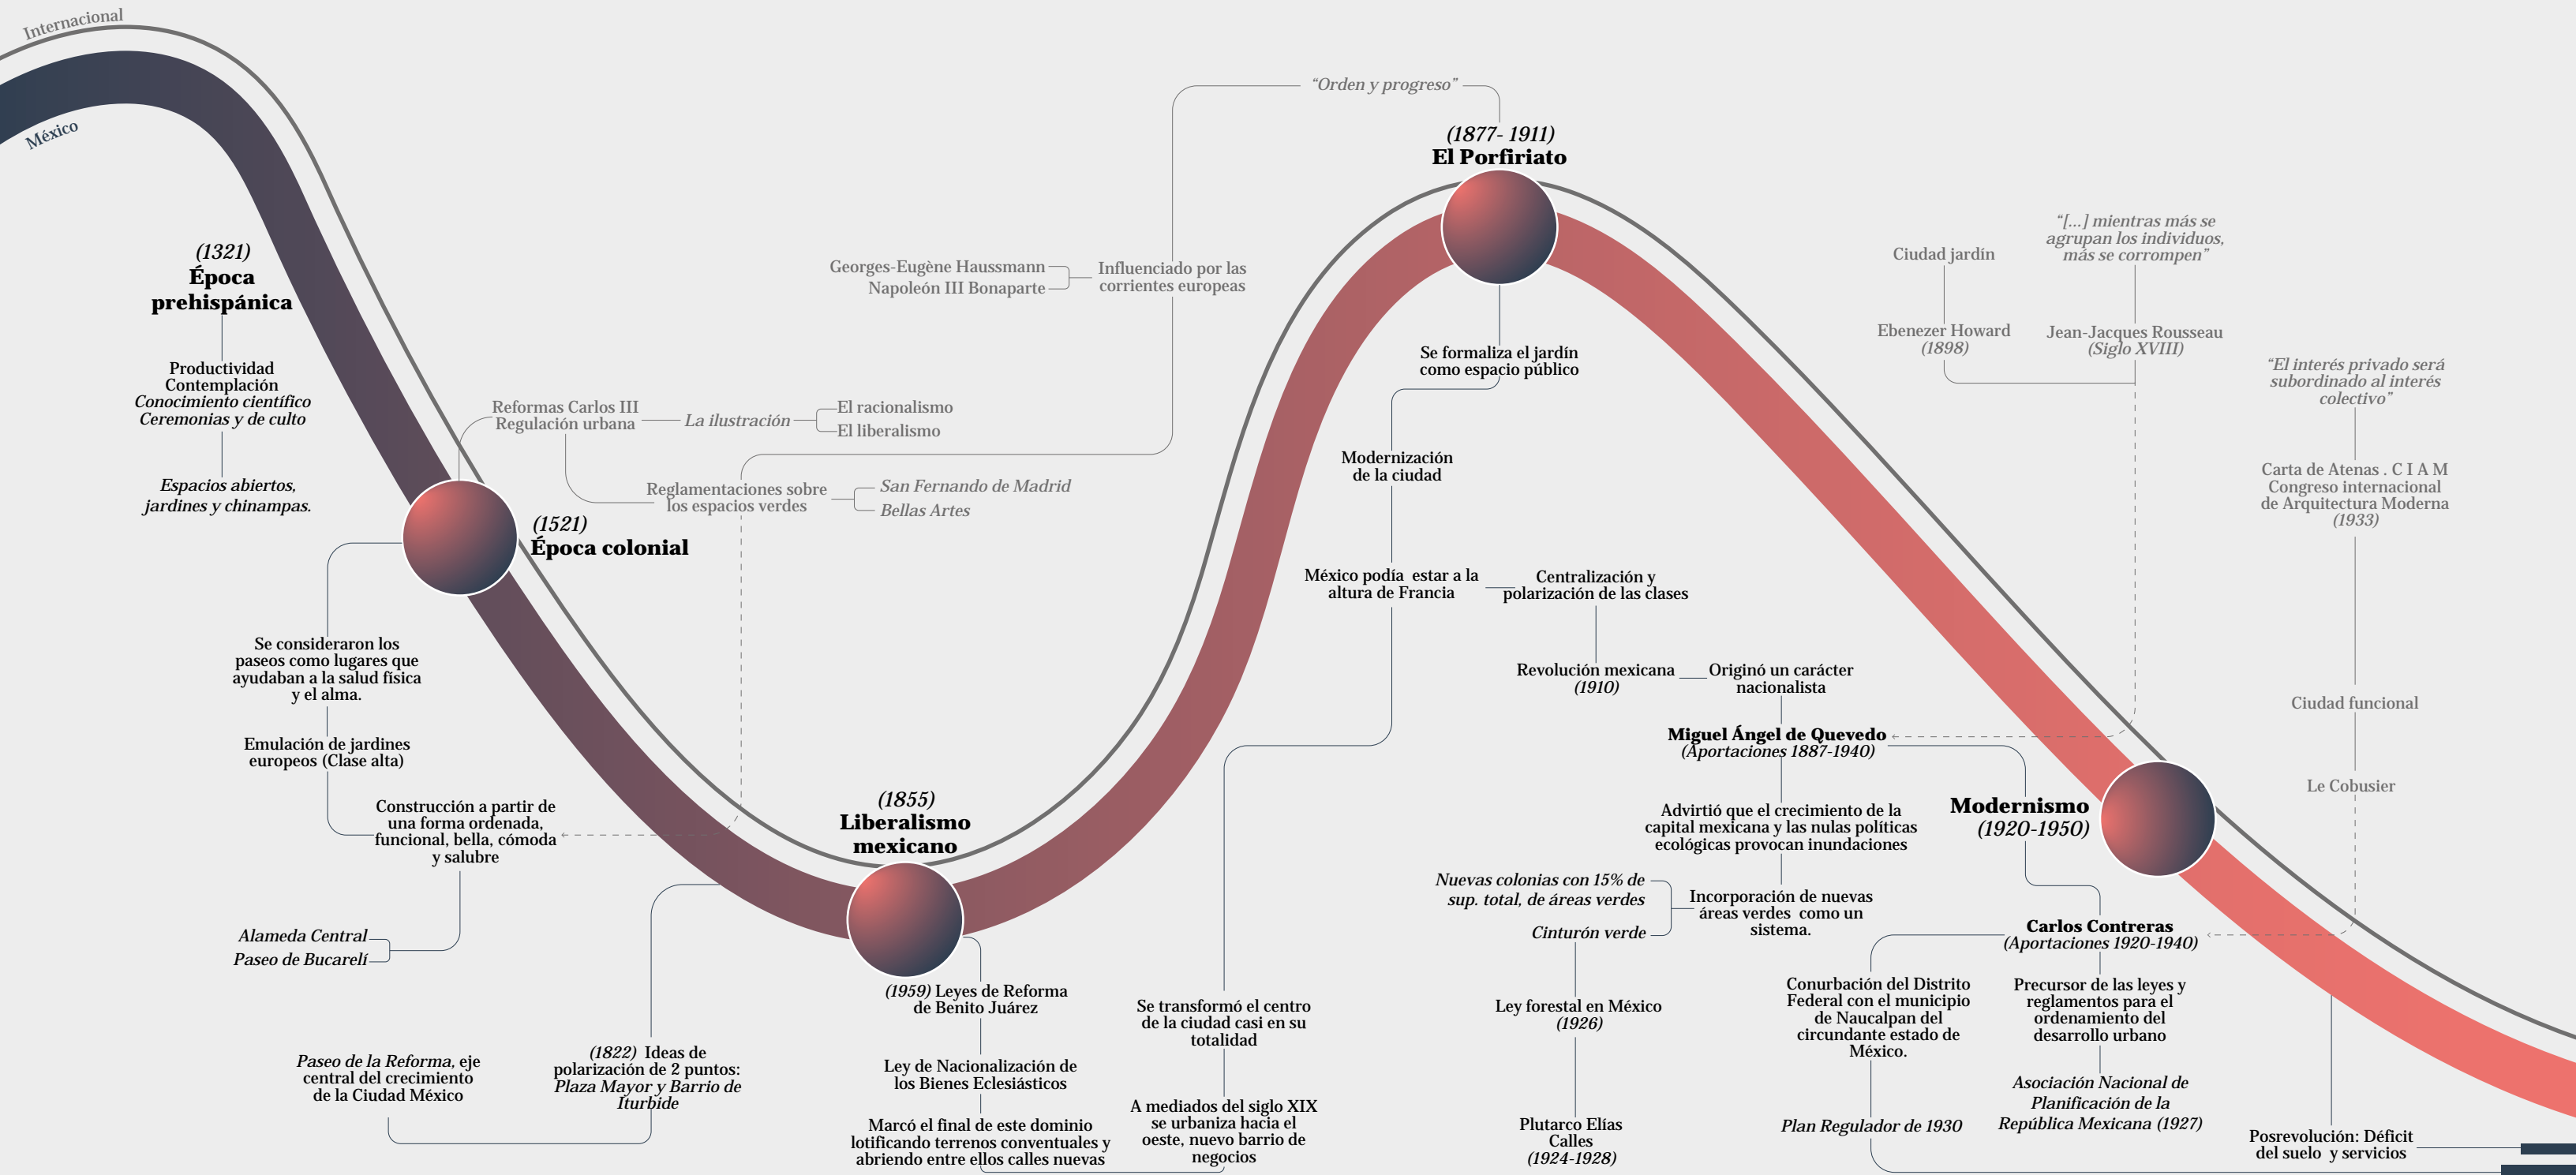 Internacional
México
(1321)
Época
prehispánica
Productividad
Contemplación
Conocimiento científico
Ceremonias y de culto
Espacios abiertos,
jardines y chinampas.
Reformas Carlos III
Regulación urbana
La ilustración
El racionalismo
El liberalismo
Reglamentaciones sobre
los espacios verdes
San Fernando de Madrid
Bellas Artes
(1521)
Época colonial
Se consideraron los
paseos como lugares que
ayudaban a la salud física
y el alma.
Emulación de jardines
europeos (Clase alta)
Construcción a partir de
una forma ordenada,
funcional, bella, cómoda
y salubre
Alameda Central
Paseo de Bucarelí
Paseo de la Reforma, eje
central del crecimiento
de la Ciudad México
(1822) Ideas de
polarización de 2 puntos:
Plaza Mayor y Barrio de
Iturbide
(1855)
Liberalismo
mexicano
(1959) Leyes de Reforma
de Benito Juárez
Ley de Nacionalización de
los Bienes Eclesiásticos
Marcó el final de este dominio
lotificando terrenos conventuales y
abriendo entre ellos calles nuevas
Georges-Eugène Haussmann
Napoleón III Bonaparte
Influenciado por las
corrientes europeas
“Orden y progreso”
(1877- 1911)
El Porfiriato
Se formaliza el jardín
como espacio público
Modernización
de la ciudad
México podía estar a la
altura de Francia
Centralización y
polarización de las clases
Se transformó el centro
de la ciudad casi en su
totalidad
A mediados del siglo XIX
se urbaniza hacia el
oeste, nuevo barrio de
negocios
Revolución mexicana
(1910)
Originó un carácter
nacionalista
Miguel Ángel de Quevedo
(Aportaciones 1887-1940)
Advirtió que el crecimiento de la
capital mexicana y las nulas políticas
ecológicas provocan inundaciones
Incorporación de nuevas
áreas verdes como un
sistema.
Nuevas colonias con 15% de
sup. total, de áreas verdes
Cinturón verde
Ley forestal en México
(1926)
Plutarco Elías
Calles
(1924-1928)
Ciudad jardín
Ebenezer Howard
(1898)
“[...] mientras más se
agrupan los individuos,
más se corrompen”
Jean-Jacques Rousseau
(Siglo XVIII)
“El interés privado será
subordinado al interés
colectivo”
Carta de Atenas . C I A M
Congreso internacional
de Arquitectura Moderna
(1933)
Ciudad funcional
Le Cobusier
Modernismo
(1920-1950)
Carlos Contreras
(Aportaciones 1920-1940)
Conurbación del Distrito
Federal con el municipio
de Naucalpan del
circundante estado de
México.
Plan Regulador de 1930
Precursor de las leyes y
reglamentos para el
ordenamiento del
desarrollo urbano
Asociación Nacional de
Planificación de la
República Mexicana (1927)
Posrevolución: Déficit
del suelo y servicios